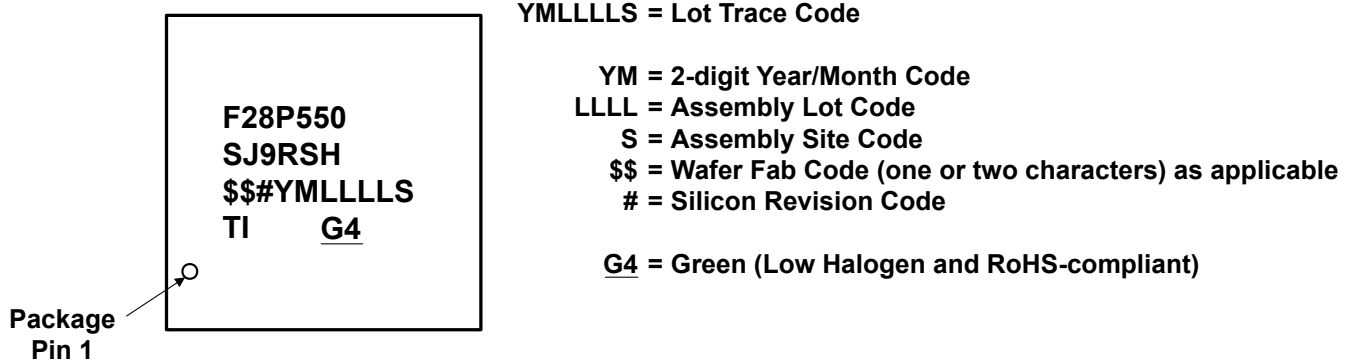 YMLLLLS = Lot Trace Code
YM = 2-digit Year/Month Code
LLLL = Assembly Lot Code
S = Assembly Site Code
$$ = Wafer Fab Code (one or two characters) as applicable
# = Silicon Revision Code
G4 = Green (Low Halogen and RoHS-compliant)
F28P550
SJ9RSH
$$#YMLLLLS
TI G4
Package
Pin 1